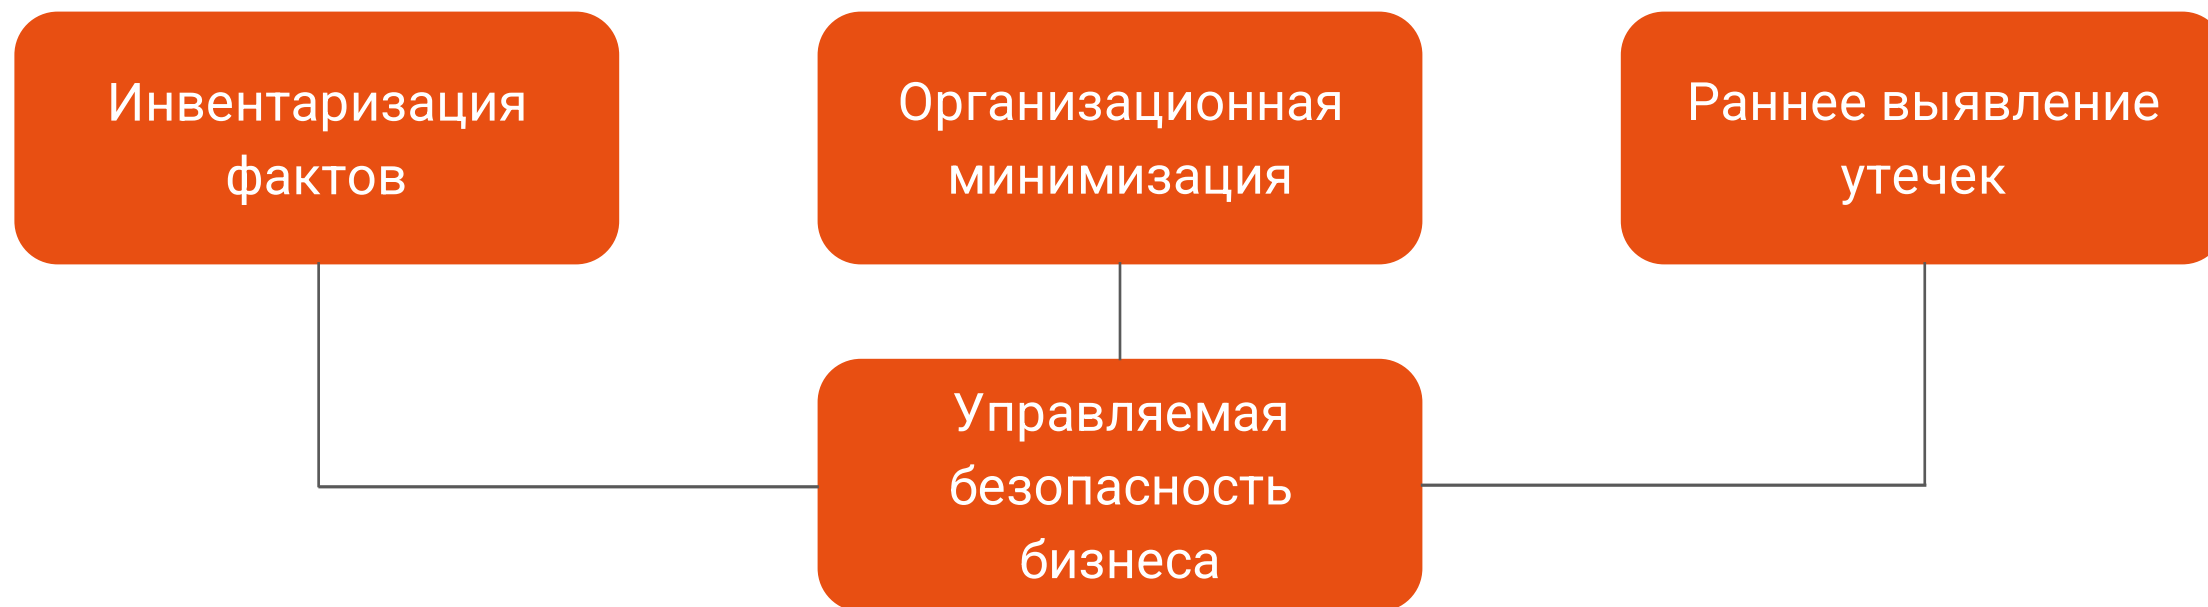 Инвентаризация
фактов
Организационная
минимизация
Раннее выявление
утечек
Управляемая
безопасность
бизнеса